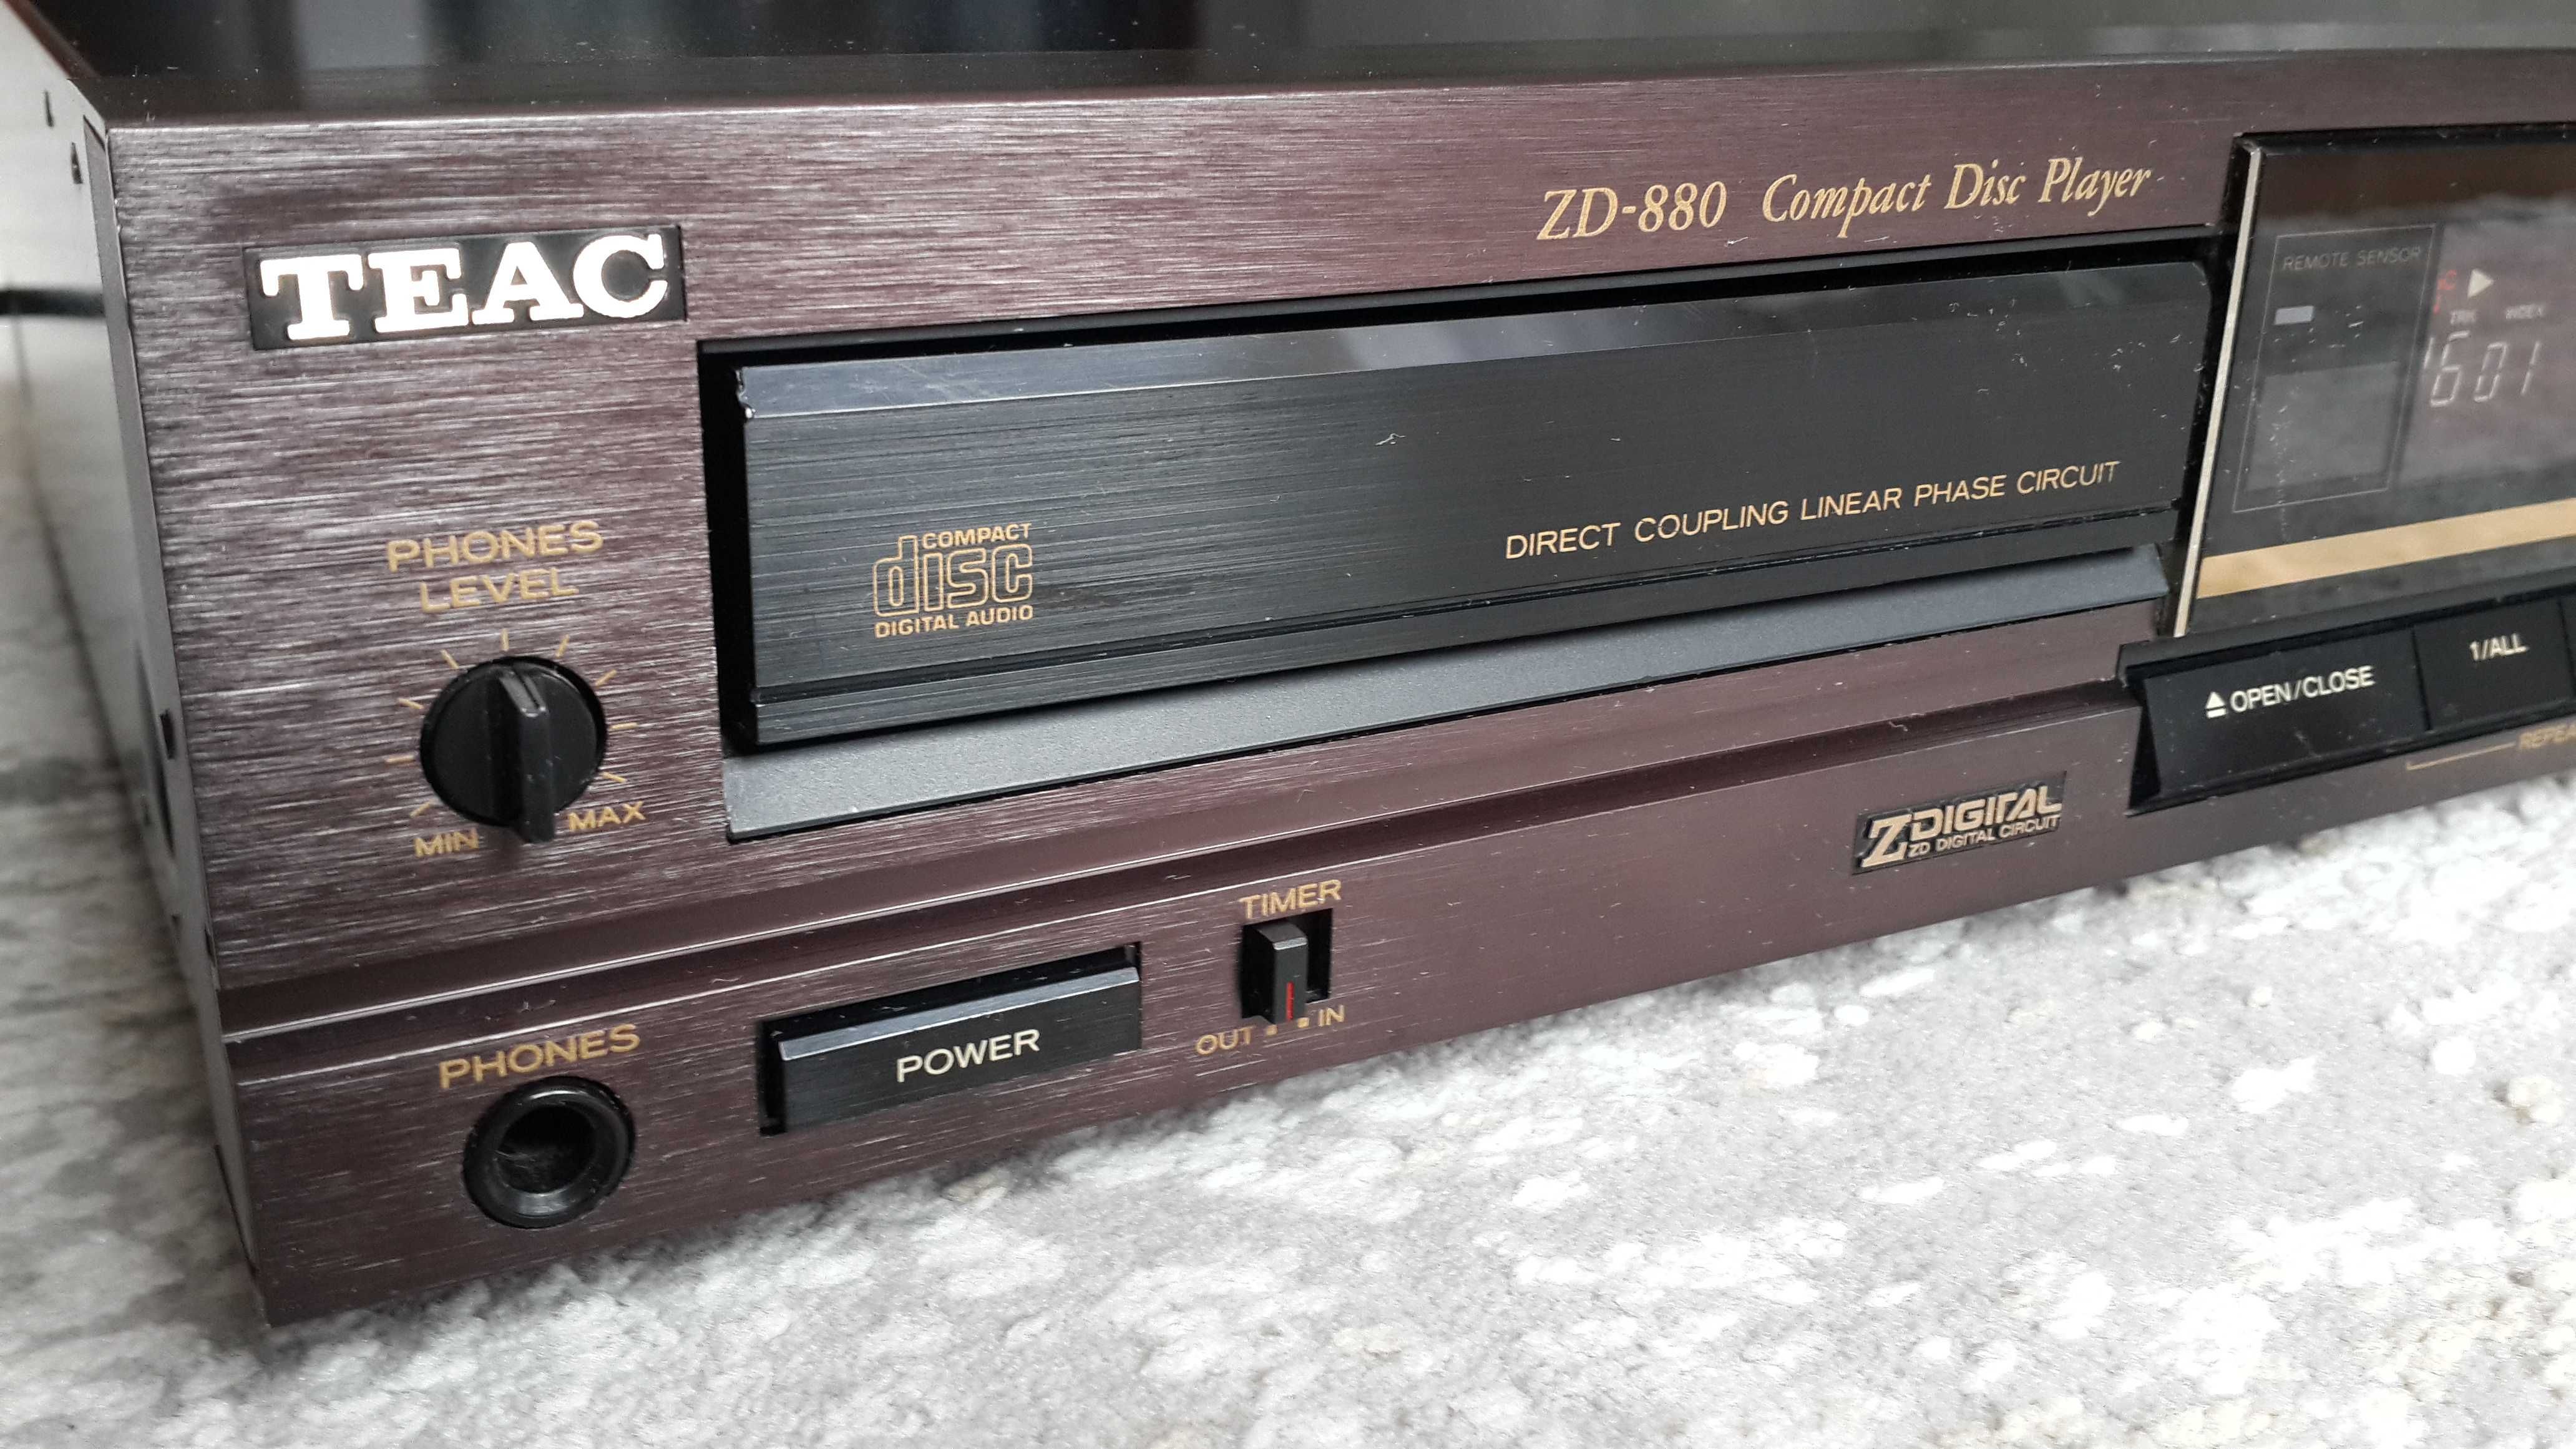 TEAC
ZD-880 Compact Disc Player
REMOTE SENSOR
TRK INDEX
601
PHONES
LEVEL
MIN MAX
COMPACT
disc
DIGITAL AUDIO
DIRECT COUPLING LINEAR PHASE CIRCUIT
OPEN/CLOSE
1/ALL
ZDIGITAL
ZD DIGITAL CIRCUIT
TIMER
OUT IN
POWER
PHONES